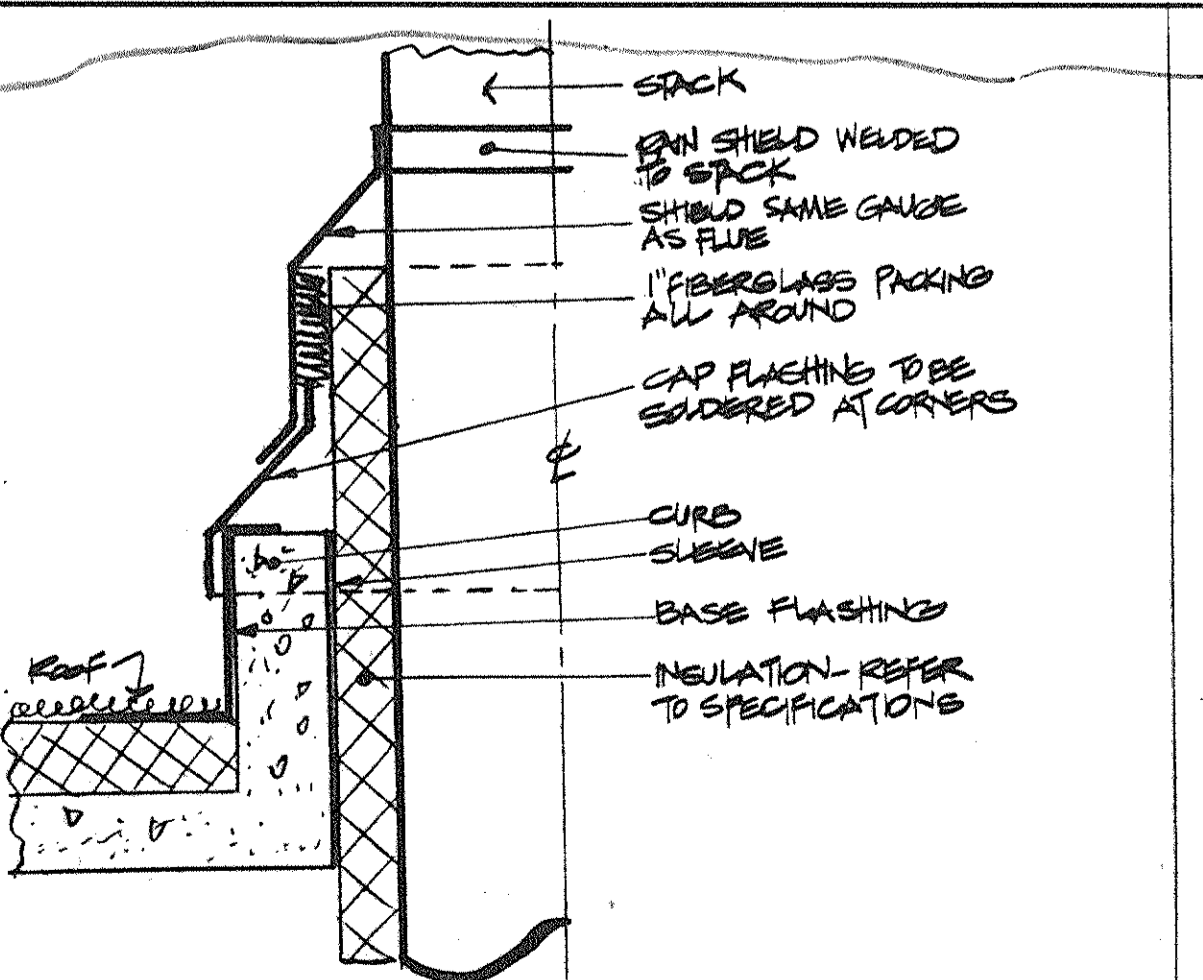 STACK
RAIN SHIELD WELDED
TO STACK
SHIELD SAME GAUGE
AS FLUE
1" FIBERGLASS PACKING
ALL AROUND
CAP FLASHING TO BE
SOLDERED AT CORNERS
℄
CURB
SLEEVE
BASE FLASHING
ROOF
INSULATION - REFER
TO SPECIFICATIONS